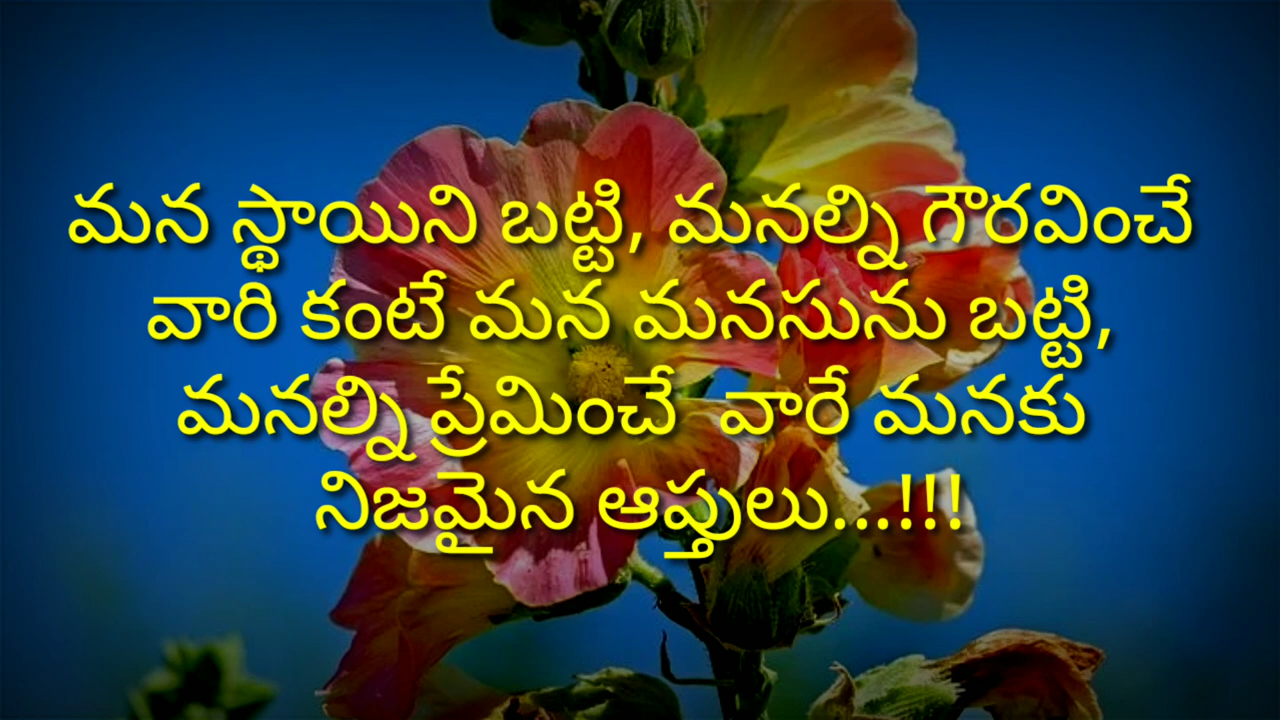 మన స్థాయిని బట్టి, మనల్ని గౌరవించే
వారి కంటే మన మనసును బట్టి,
మనల్ని ప్రేమించే వారే మనకు
నిజమైన ఆప్తులు...!!!